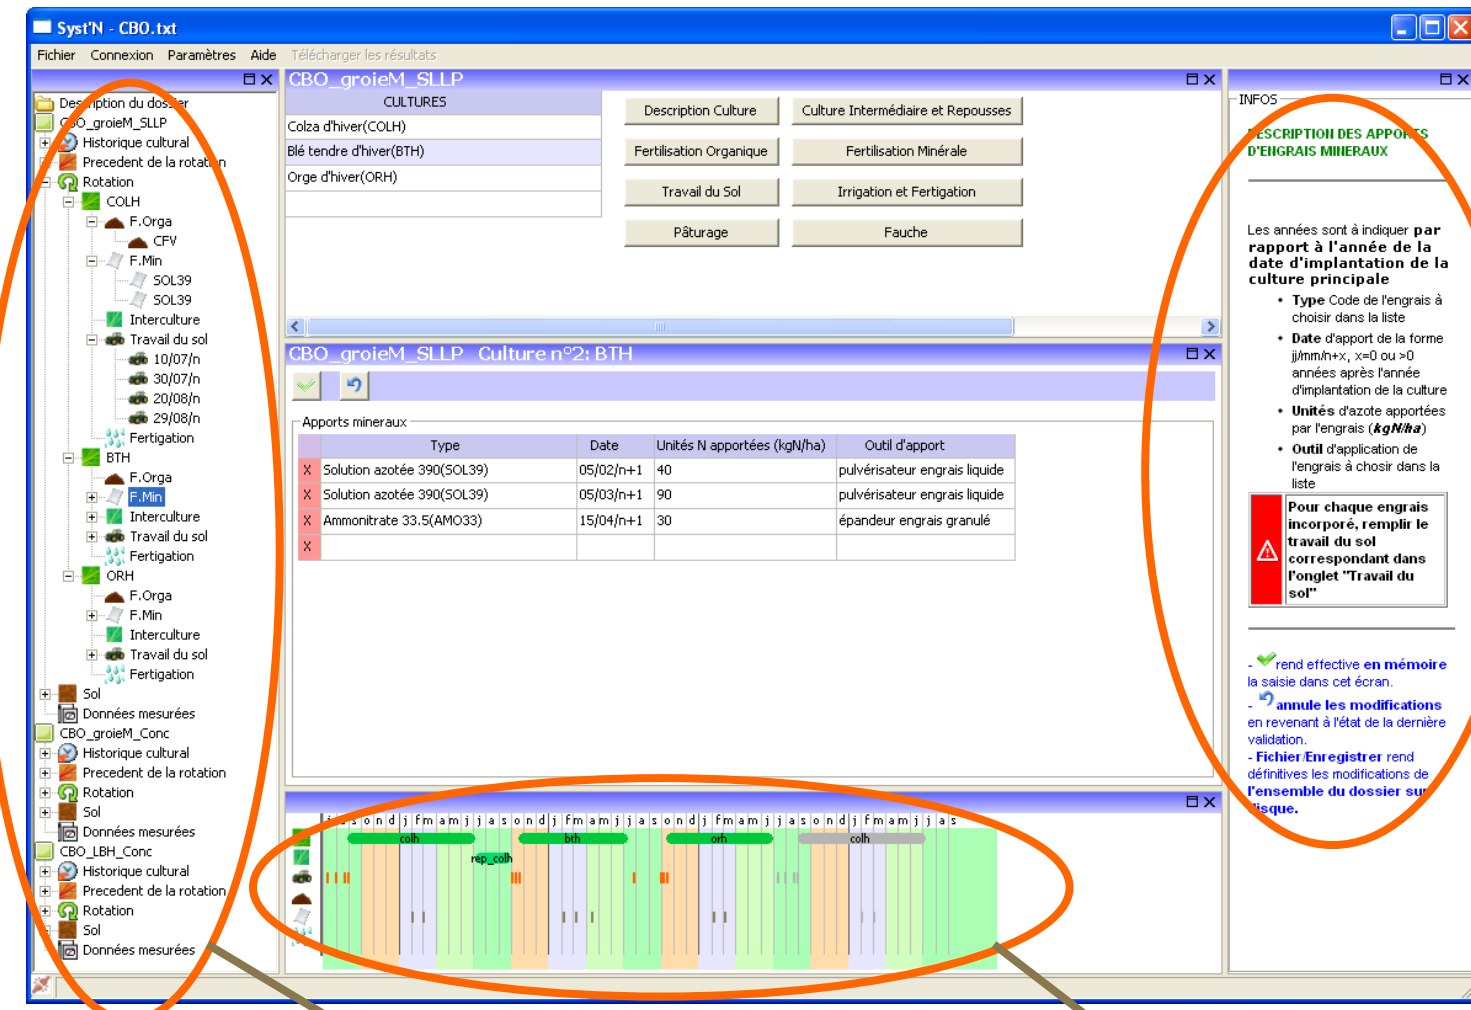 Syst'N - CBO.txt
Fichier Connexion Paramètres Aide Télécharger les résultats
Description du dossier
CBO_groieM_SLLP
Historique cultural
Precedent de la rotation
Rotation
COLH
F.Orga
CFV
F.Min
SOL39
SOL39
Interculture
Travail du sol
10/07/n
30/07/n
20/08/n
29/08/n
Fertigation
BTH
F.Orga
F.Min
Interculture
Travail du sol
Fertigation
ORH
F.Orga
F.Min
Interculture
Travail du sol
Fertigation
Sol
Données mesurées
CBO_groieM_Conc
Historique cultural
Precedent de la rotation
Rotation
Sol
Données mesurées
CBO_LBH_Conc
Historique cultural
Precedent de la rotation
Rotation
Sol
Données mesurées
CBO_groieM_SLLP
CULTURES
Colza d'hiver(COLH)
Blé tendre d'hiver(BTH)
Orge d'hiver(ORH)
Description Culture Culture Intermédiaire et Repousses
Fertilisation Organique Fertilisation Minérale
Travail du Sol Irrigation et Fertigation
Pâturage Fauche
CBO_groieM_SLLP Culture n°2: BTH
Apports mineraux
Type Date Unités N apportées (kgN/ha) Outil d'apport
X Solution azotée 390(SOL39) 05/02/n+1 40 pulvérisateur engrais liquide
X Solution azotée 390(SOL39) 05/03/n+1 90 pulvérisateur engrais liquide
X Ammonitrate 33.5(AMO33) 15/04/n+1 30 épandeur engrais granulé
X
s o n d j f m a m j j a s o n d j f m a m j j a s o n d j f m a m j j a s o n d j f m a m j j a s
colh bth orh colh
rep_colh
INFOS
DESCRIPTION DES APPORTS
D'ENGRAIS MINERAUX
Les années sont à indiquer par
rapport à l'année de la
date d'implantation de la
culture principale
• Type Code de l'engrais à
choisir dans la liste
• Date d'apport de la forme
jj/mm/n+x, x=0 ou >0
années après l'année
d'implantation de la culture
• Unités d'azote apportées
par l'engrais (kgN/ha)
• Outil d'application de
l'engrais à chosir dans la
liste
Pour chaque engrais
incorporé, remplir le
travail du sol
correspondant dans
l'onglet "Travail du
sol"
- rend effective en mémoire
la saisie dans cet écran.
- annule les modifications
en revenant à l'état de la dernière
validation.
- Fichier/Enregistrer rend
définitives les modifications de
l'ensemble du dossier sur
disque.